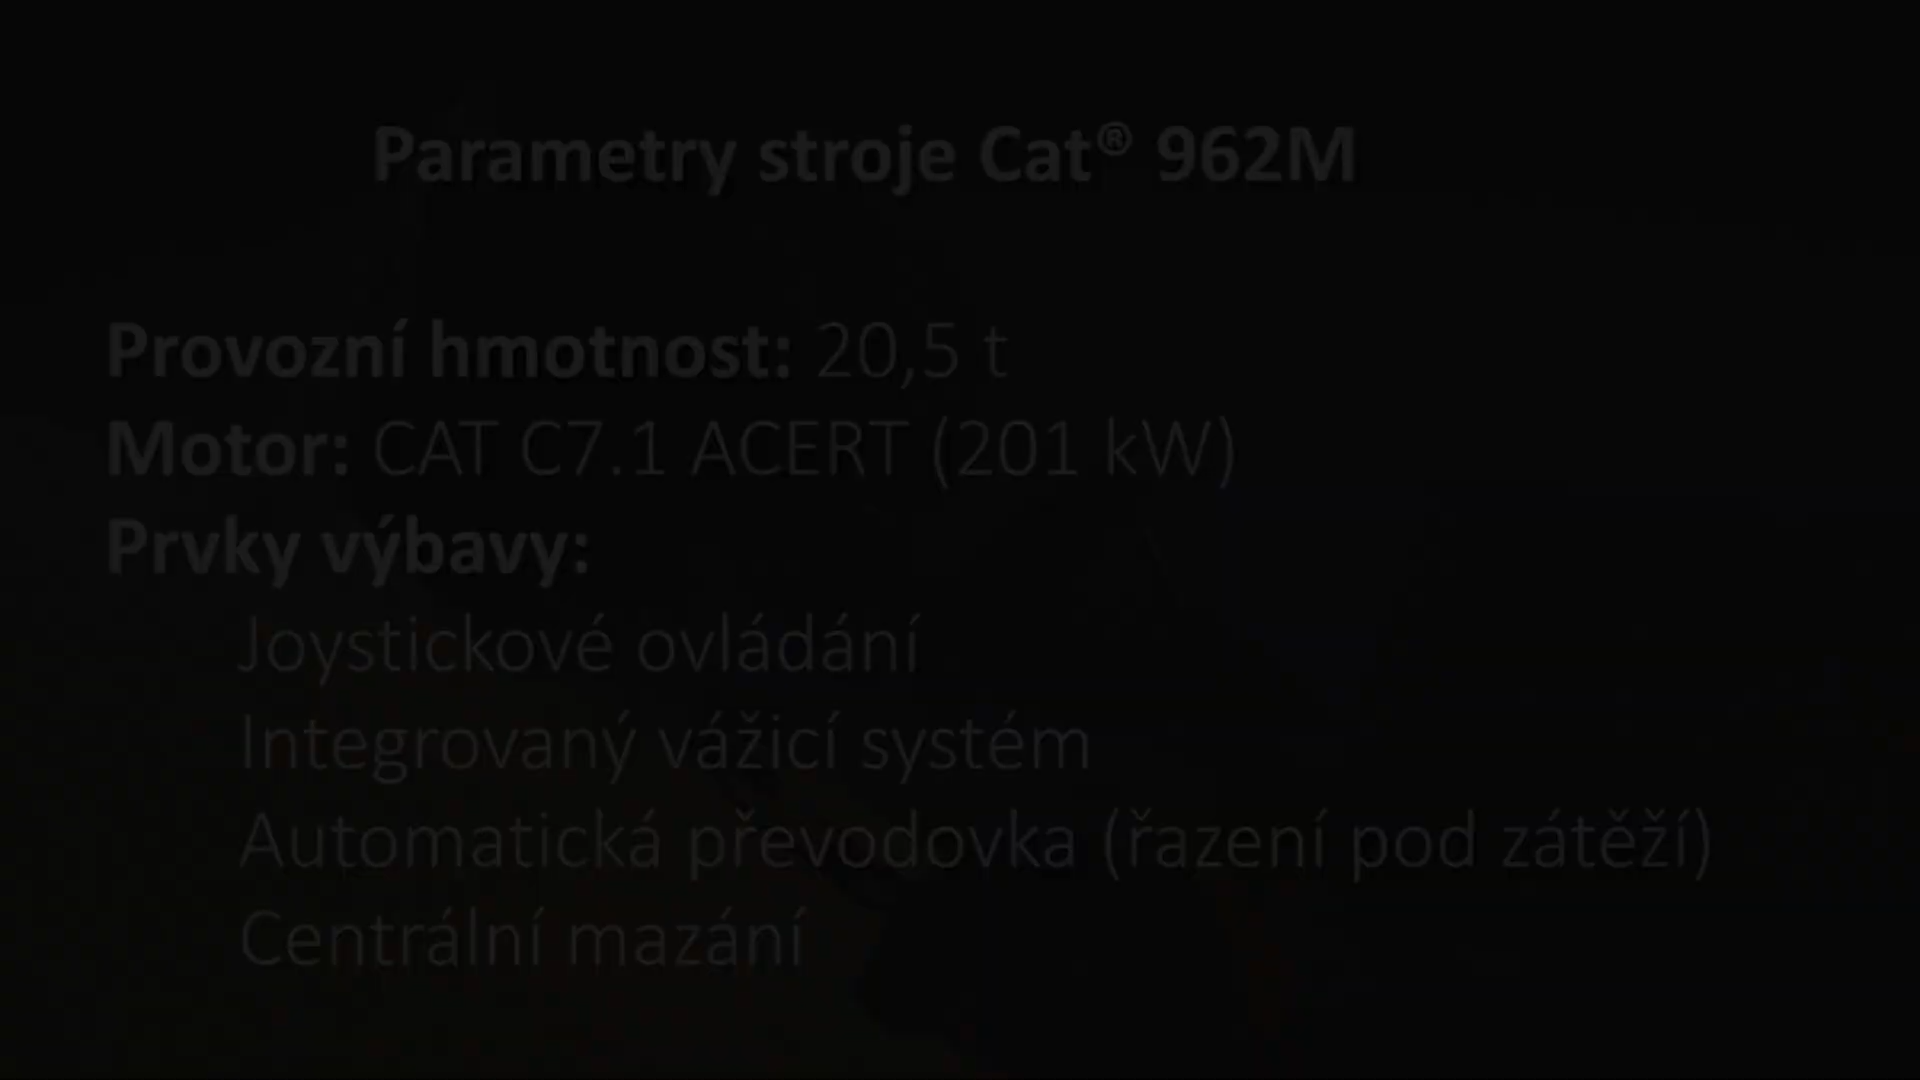 Parametry stroje Cat® 962M
Provozní hmotnost: 20,5 t
Motor: CAT C7.1 ACERT (201 kW)
Prvky výbavy:
Joystickové ovládání
Integrovaný vážicí systém
Automatická převodovka (řazení pod zátěží)
Centrální mazání